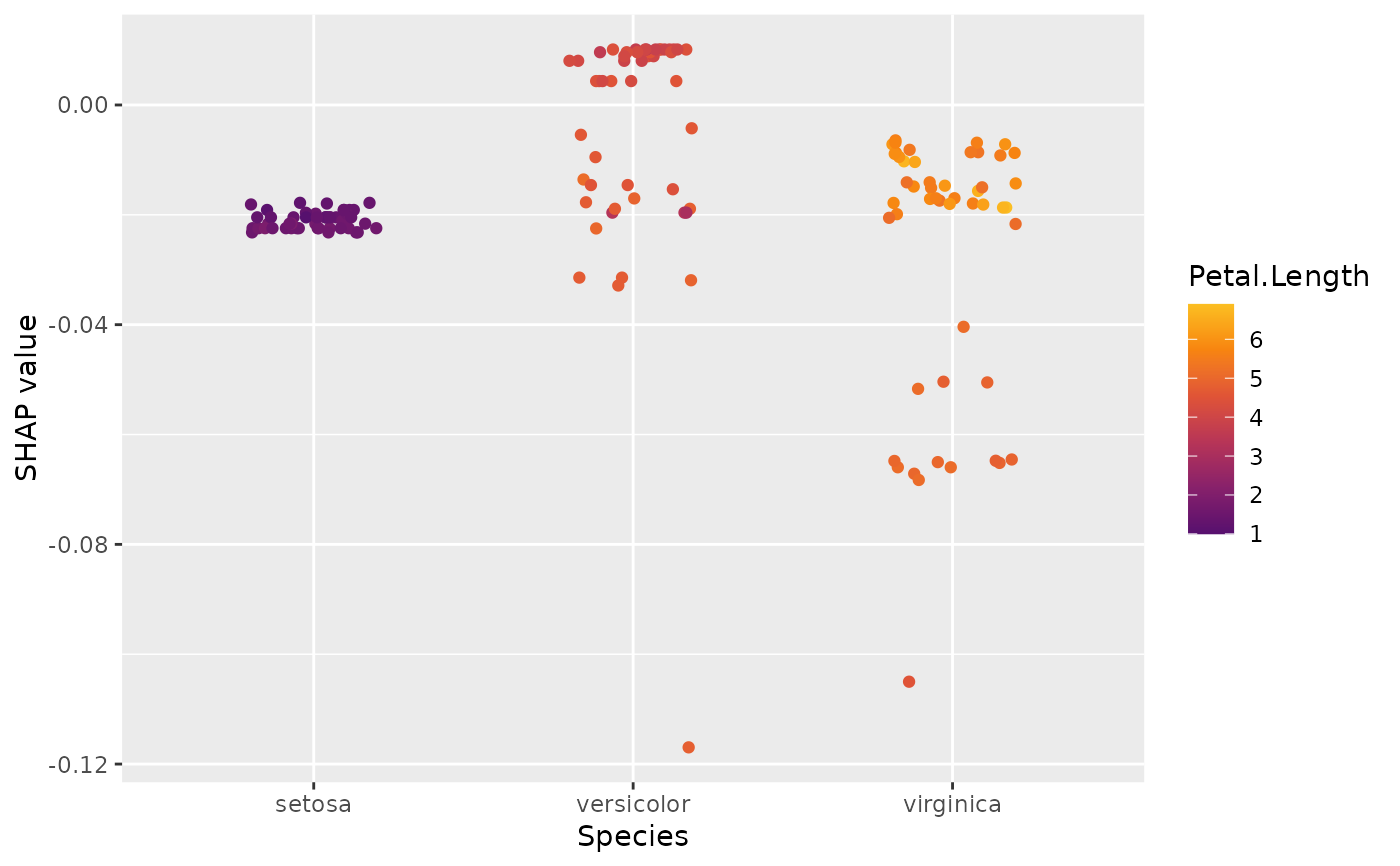 0.00
-0.04
-0.08
-0.12
SHAP value
setosa
versicolor
virginica
Species
Petal.Length
6
5
4
3
2
1